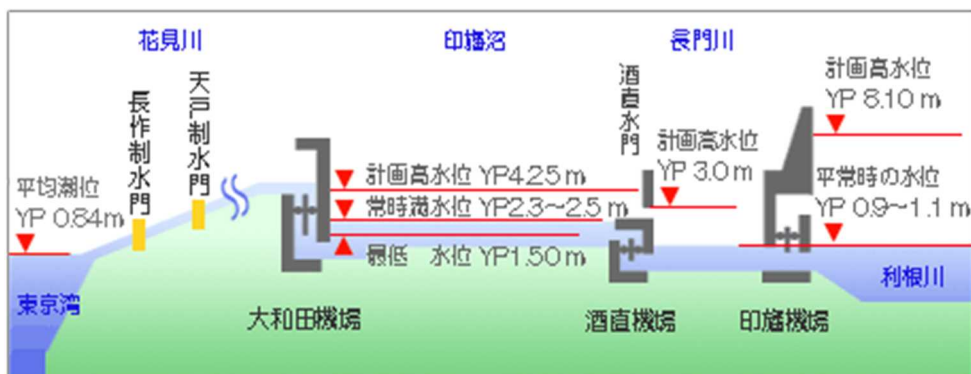 花見川
印旛沼
長門川
長作制水門
天戸制水門
酒直水門
計画高水位
YP 8.10 m
計画高水位
YP 3.0 m
平均潮位
YP 0.84m
計画高水位 YP4.25 m
常時満水位 YP2.3～2.5 m
最低 水位 YP1.50 m
平常時の水位
YP 0.9～1.1 m
東京湾
利根川
大和田機場
酒直機場
印旛機場